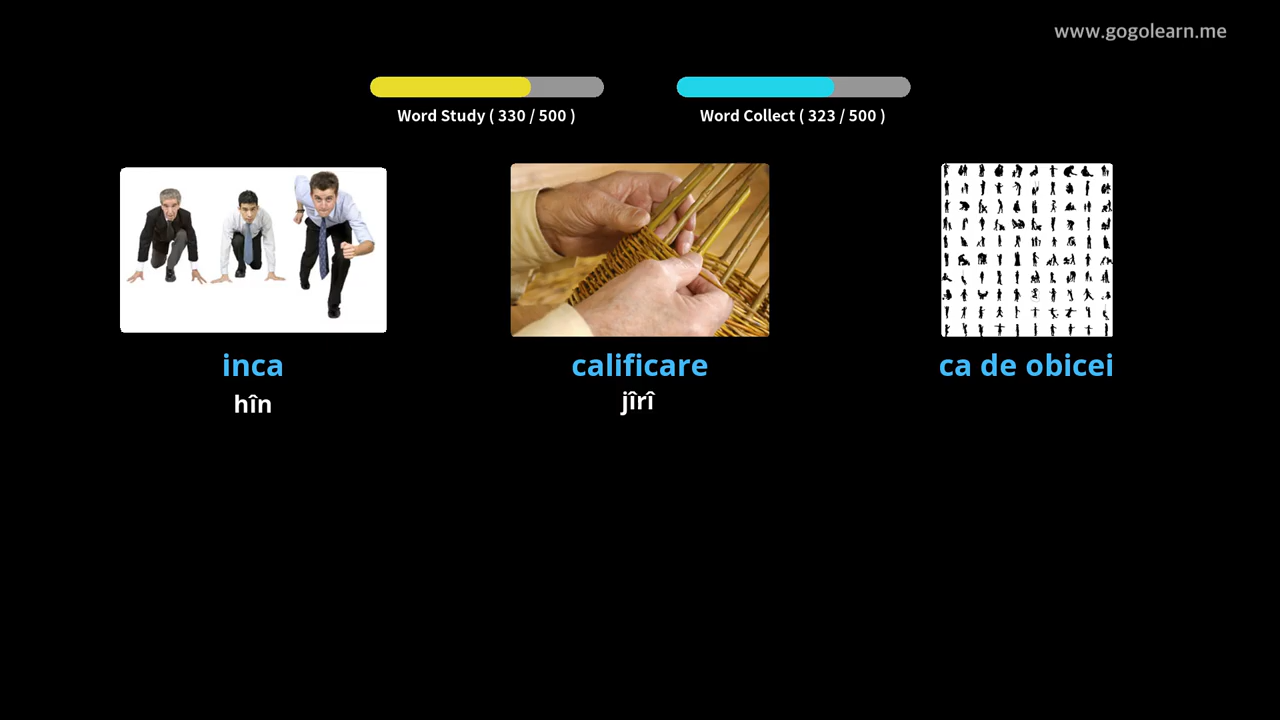 www.gogolearn.me
Word Study ( 330 / 500 )
Word Collect ( 323 / 500 )
inca
calificare
ca de obicei
hîn
jîrî